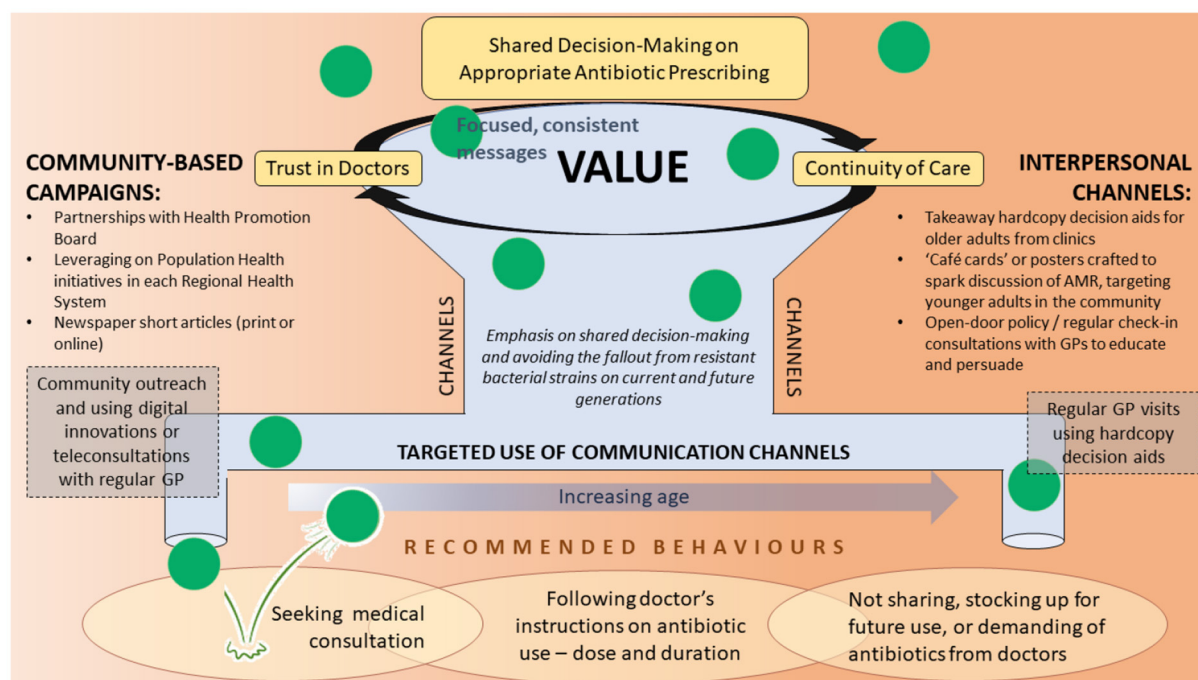 Shared Decision-Making on
Appropriate Antibiotic Prescribing
Focused, consistent
messages
VALUE
Trust in Doctors
Continuity of Care
COMMUNITY-BASED
CAMPAIGNS:
• Partnerships with Health Promotion
Board
• Leveraging on Population Health
initiatives in each Regional Health
System
• Newspaper short articles (print or
online)
INTERPERSONAL
CHANNELS:
• Takeaway hardcopy decision aids for
older adults from clinics
• ‘Café cards’ or posters crafted to
spark discussion of AMR, targeting
younger adults in the community
• Open-door policy / regular check-in
consultations with GPs to educate
and persuade
CHANNELS
CHANNELS
Emphasis on shared decision-making
and avoiding the fallout from resistant
bacterial strains on current and future
generations
Community outreach
and using digital
innovations or
teleconsultations
with regular GP
Regular GP visits
using hardcopy
decision aids
TARGETED USE OF COMMUNICATION CHANNELS
Increasing age
RECOMMENDED BEHAVIOURS
Seeking medical
consultation
Following doctor’s
instructions on antibiotic
use – dose and duration
Not sharing, stocking up for
future use, or demanding of
antibiotics from doctors